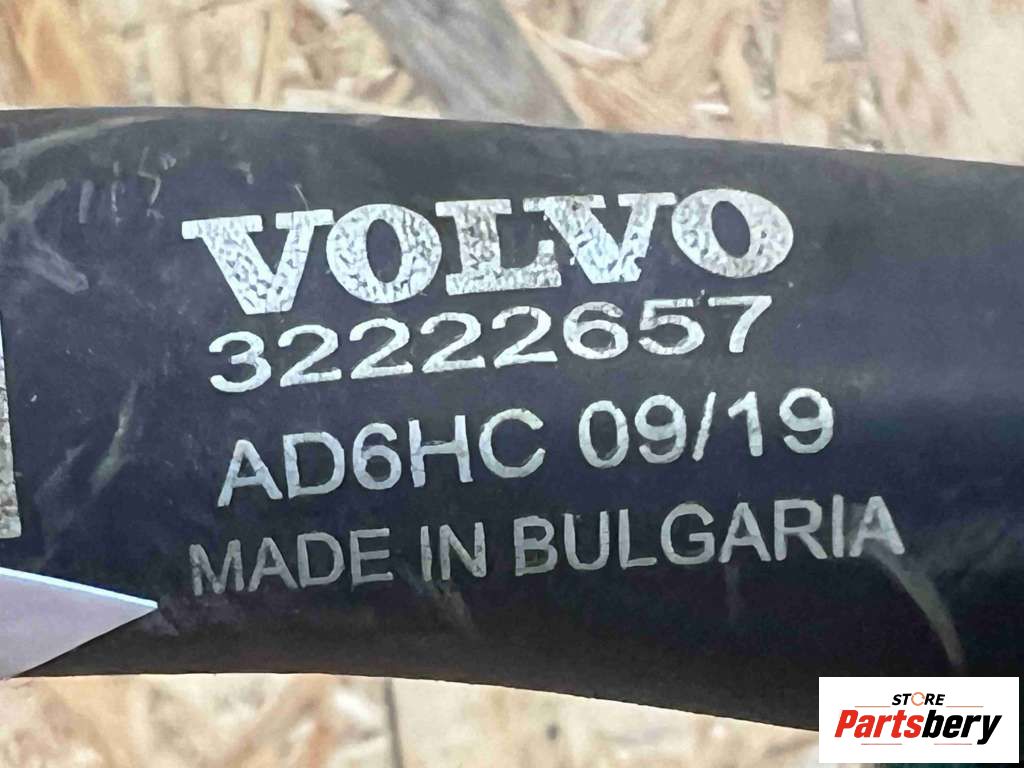 VOLVO
32222657
AD6HC 09/19
MADE IN BULGARIA
STORE
Partsbery